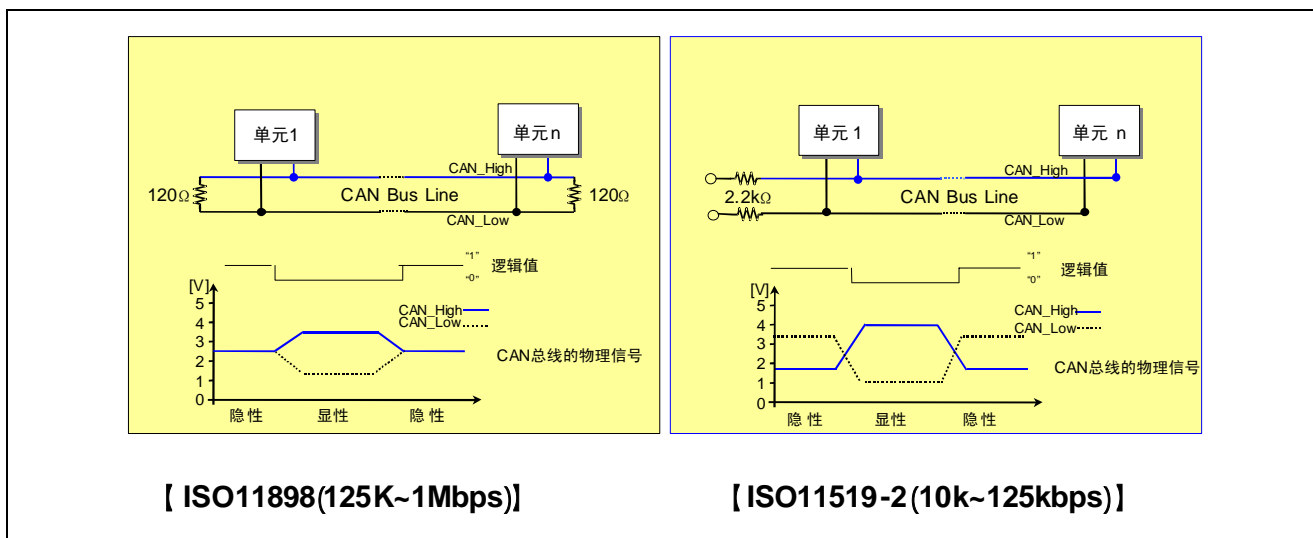 单元1
单元n
CAN_High
120Ω
CAN Bus Line
120Ω
CAN_Low
"1"
"0"
逻辑值
[V]
5
4
3
2
1
0
CAN_High
CAN_Low
CAN总线的物理信号
隐性
显性
隐性
【ISO11898(125K~1Mbps)】
单元1
单元 n
CAN_High
2.2kΩ
CAN Bus Line
CAN_Low
"1"
"0"
逻辑值
[V]
5
4
3
2
1
0
CAN_High
CAN_Low
CAN总线的物理信号
隐性
显性
隐性
【ISO11519-2(10k~125kbps)】